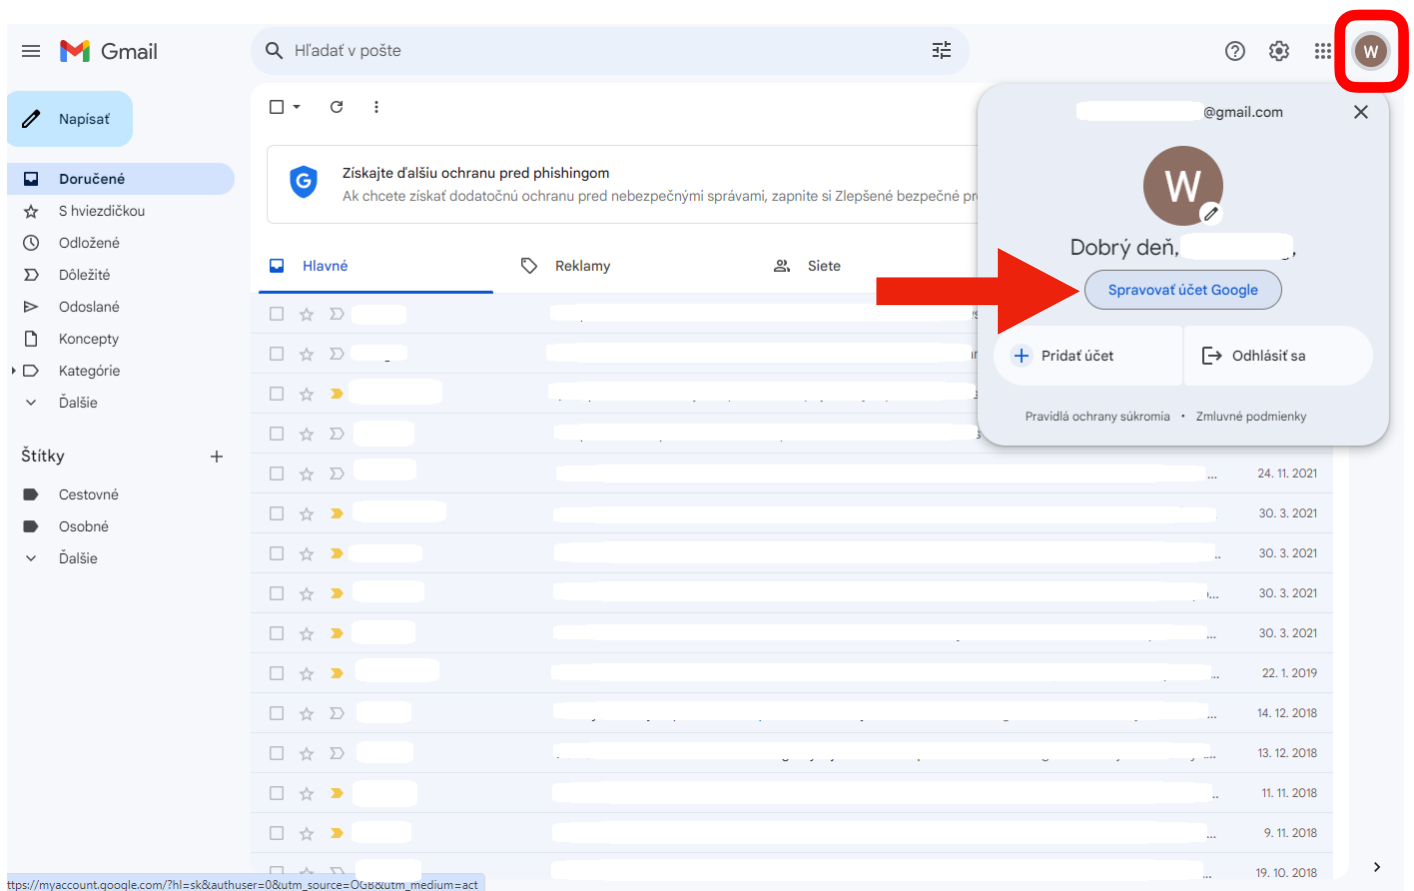 Gmail
Hľadať v pošte
W
Napísať
@gmail.com
Doručené
Získajte ďalšiu ochranu pred phishingom
S hviezdičkou
Ak chcete získať dodatočnú ochranu pred nebezpečnými správami, zapnite si Zlepšené bezpečné
W
Odložené
Dobrý deň,
Dôležité
Hlavné
Reklamy
Siete
Spravovať účet Google
Odoslané
Koncepty
Pridať účet
Odhlásiť sa
Kategórie
Ďalšie
Pravidlá ochrany súkromia • Zmluvné podmienky
Štítky
24. 11. 2021
Cestovné
30. 3. 2021
Osobné
30. 3. 2021
Ďalšie
30. 3. 2021
30. 3. 2021
22. 1. 2019
14. 12. 2018
13. 12. 2018
11. 11. 2018
9. 11. 2018
19. 10. 2018
ttps://myaccount.google.com/?hl=sk&authuser=0&utm_source=OGB&utm_medium=act